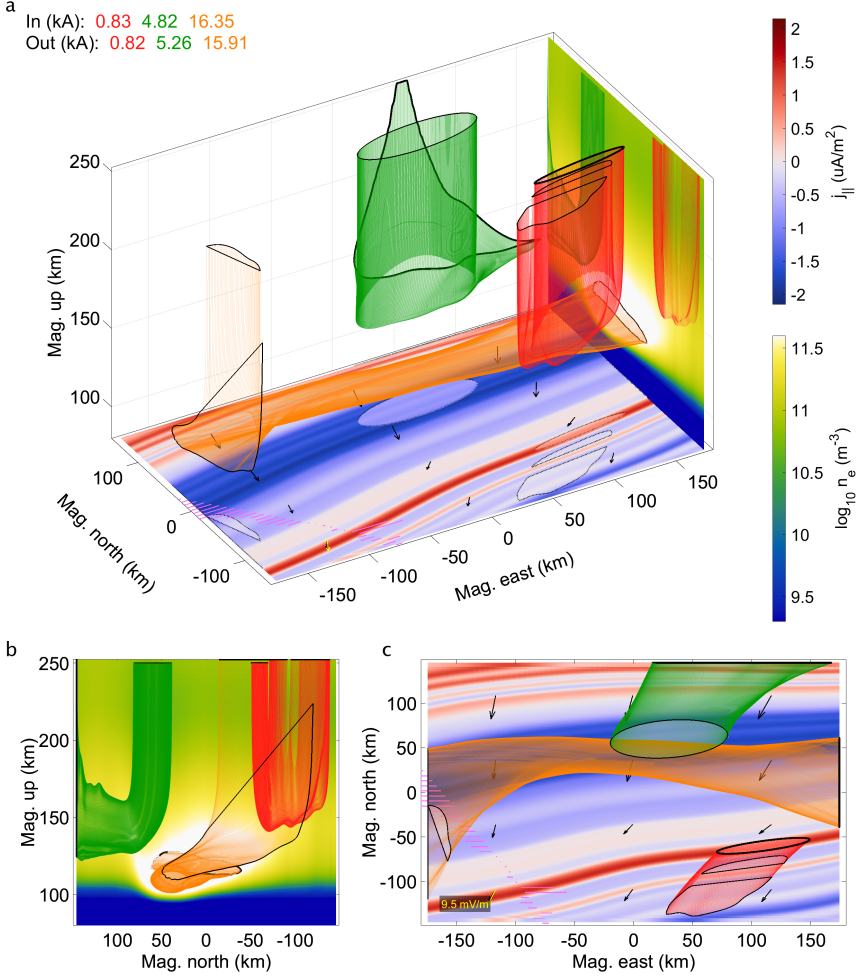 a
In (kA): 0.83 4.82 16.35
Out (kA): 0.82 5.26 15.91
250
200
150
100
Mag. up (km)
100
0
-100
Mag. north (km)
-150
-100
-50
0
50
100
150
Mag. east (km)
2
1.5
1
0.5
0
-0.5
-1
-1.5
-2
j|| (uA/m2)
11.5
11
10.5
10
9.5
log10 ne (m-3)
b
250
200
150
100
Mag. up (km)
100 50 0 -50 -100
Mag. north (km)
c
100
50
0
-50
-100
Mag. north (km)
9.5 mV/m
-150 -100 -50 0 50 100 150
Mag. east (km)